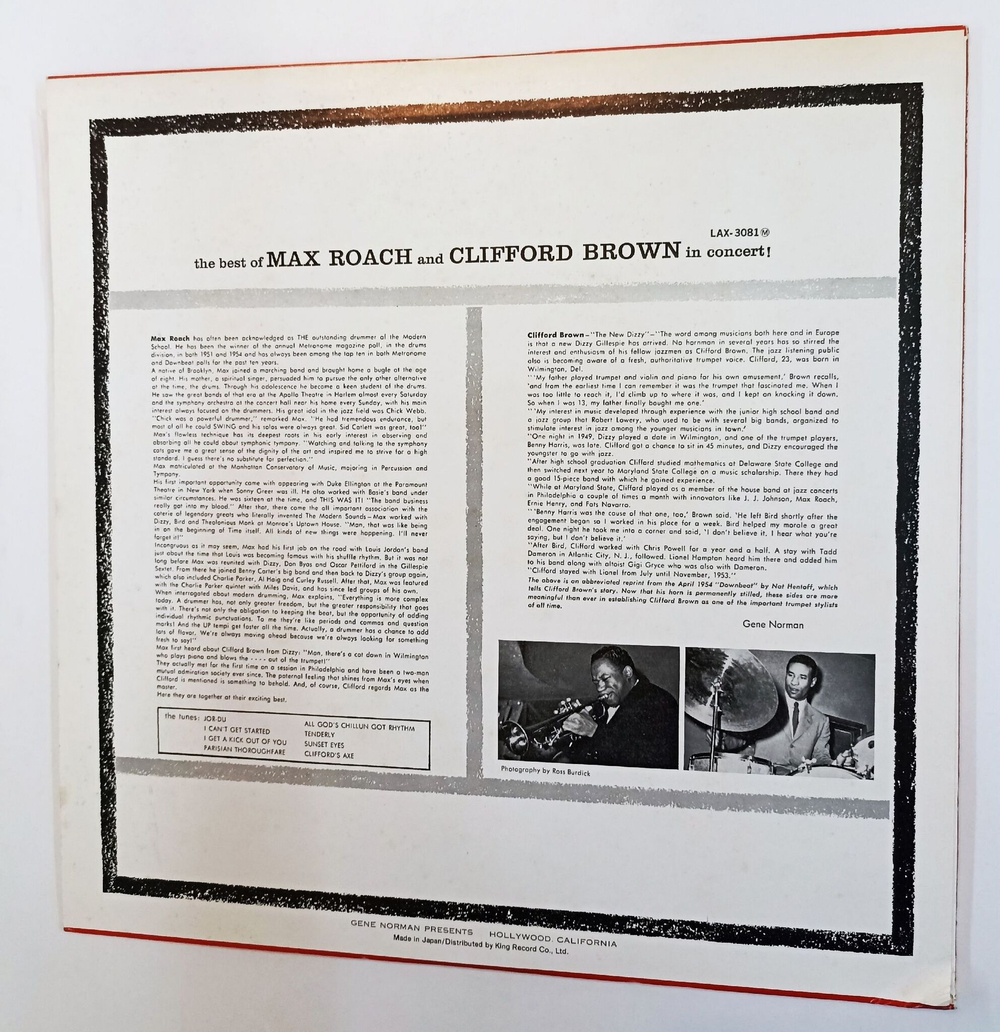 LAX-3081Ⓜ
the best of MAX ROACH and CLIFFORD BROWN in concert!
Max Roach has often been acknowledged as THE outstanding drummer of the Modern
School. He has been the winner of the annual Metronome magazine poll, in the drums
division, in both 1951 and 1954 and has always been among the top ten in both Metronome
and Downbeat polls for the past ten years.
A native of Brooklyn, Max joined a marching band and brought home a bugle at the age
of eight. His mother, a spiritual singer, persuaded him to pursue the only other alternative
at the time, the drums. Through his adolescence he became a keen student of the drums.
He saw the great bands of that era at the Apollo Theatre in Harlem almost every Saturday
and the symphony orchestra at the concert hall near his home every Sunday, with his main
interest always focused on the drummers. His great idol in the jazz field was Chick Webb.
"Chick was a powerful drummer," remarked Max. "He had tremendous endurance, but
most of all he could SWING and his solos were always great. Sid Catlett was great, too!"
Max's flawless technique has its deepest roots in his early interest in observing and
absorbing all he could about symphonic tympany. "Watching and talking to the symphony
cats gave me a great sense of the dignity of the art and inspired me to strive for a high
standard. I guess there's no substitute for perfection."
Max matriculated at the Manhattan Conservatory of Music, majoring in Percussion and
Tympany.
His first important opportunity came with appearing with Duke Ellington at the Paramount
Theatre in New York when Sonny Greer was ill. He also worked with Basie's band under
similar circumstances. He was sixteen at the time, and THIS WAS IT! "The band business
really got into my blood." After that, there came the all important association with the
coterie of legendary greats who literally invented The Modern Sounds—Max worked with
Dizzy, Bird and Thelonious Monk at Monroe's Uptown House. "Man, that was like being
in on the beginning of Time itself. All kinds of new things were happening. I'll never
forget it!"
Incongruous as it may seem, Max had his first job on the road with Louis Jordan's band
just about the time that Louis was becoming famous with his shuffle rhythm. But it was not
long before Max was reunited with Dizzy, Don Byas and Oscar Pettiford in the Gillespie
Sextet. From there he joined Benny Carter's big band and then back to Dizzy's group again,
which also included Charlie Parker, Al Haig and Curley Russell. After that, Max was featured
with the Charlie Parker quintet with Miles Davis, and has since led groups of his own.
When interrogated about modern drumming, Max explains, "Everything is more complex
today. A drummer has, not only greater freedom, but the greater responsibility that goes
with it. There's not only the obligation to keeping the beat, but the opportunity of adding
individual rhythmic punctuations. To me they're like periods and commas and question
marks! And the UP tempi get faster all the time. Actually, a drummer has a chance to add
lots of flavor. We're always moving ahead because we're always looking for something
fresh to say!"
Max first heard about Clifford Brown from Dizzy: "Man, there's a cat down in Wilmington
who plays piano and blows the - - - - out of the trumpet!"
They actually met for the first time on a session in Philadelphia and have been a two-man
mutual admiration society ever since. The paternal feeling that shines from Max's eyes when
Clifford is mentioned is something to behold. And, of course, Clifford regards Max as the
master.
Here they are together at their exciting best.
the tunes: JOR-DU
I CAN'T GET STARTED
I GET A KICK OUT OF YOU
PARISIAN THOROUGHFARE
ALL GOD'S CHILLUN GOT RHYTHM
TENDERLY
SUNSET EYES
CLIFFORD'S AXE
Clifford Brown—"The New Dizzy"—"The word among musicians both here and in Europe
is that a new Dizzy Gillespie has arrived. No hornman in several years has so stirred the
interest and enthusiasm of his fellow jazzmen as Clifford Brown. The jazz listening public
also is becoming aware of a fresh, authoritative trumpet voice. Clifford, 23, was born in
Wilmington, Del.
"'My father played trumpet and violin and piano for his own amusement,' Brown recalls,
'and from the earliest time I can remember it was the trumpet that fascinated me. When I
was too little to reach it, I'd climb up to where it was, and I kept on knocking it down.
So when I was 13, my father finally bought me one.'
"'My interest in music developed through experience with the junior high school band and
a jazz group that Robert Lowery, who used to be with several big bands, organized to
stimulate interest in jazz among the younger musicians in town.'
"One night in 1949, Dizzy played a date in Wilmington, and one of the trumpet players,
Benny Harris, was late. Clifford got a chance to sit in 45 minutes, and Dizzy encouraged the
youngster to go with jazz.
"After high school graduation Clifford studied mathematics at Delaware State College and
then switched next year to Maryland State College on a music scholarship. There they had
a good 15-piece band with which he gained experience.
"While at Maryland State, Clifford played as a member of the house band at jazz concerts
in Philadelphia a couple of times a month with innovators like J. J. Johnson, Max Roach,
Ernie Henry, and Fats Navarro.
"'Benny Harris was the cause of that one, too,' Brown said. 'He left Bird shortly after the
engagement began so I worked in his place for a week. Bird helped my morale a great
deal. One night he took me into a corner and said, 'I don't believe it. I hear what you're
saying, but I don't believe it.'
"After Bird, Clifford worked with Chris Powell for a year and a half. A stay with Tadd
Dameron in Atlantic City, N. J., followed. Lionel Hampton heard him there and added him
to his band along with altoist Gigi Gryce who was also with Dameron.
"Clifford stayed with Lionel from July until November, 1953."
The above is an abbreviated reprint from the April 1954 "Downbeat" by Nat Hentoff, which
tells Clifford Brown's story. Now that his horn is permanently stilled, these sides are more
meaningful than ever in establishing Clifford Brown as one of the important trumpet stylists
of all time.
Gene Norman
Photography by Ross Burdick
GENE NORMAN PRESENTS HOLLYWOOD, CALIFORNIA
Made in Japan/Distributed by King Record Co., Ltd.